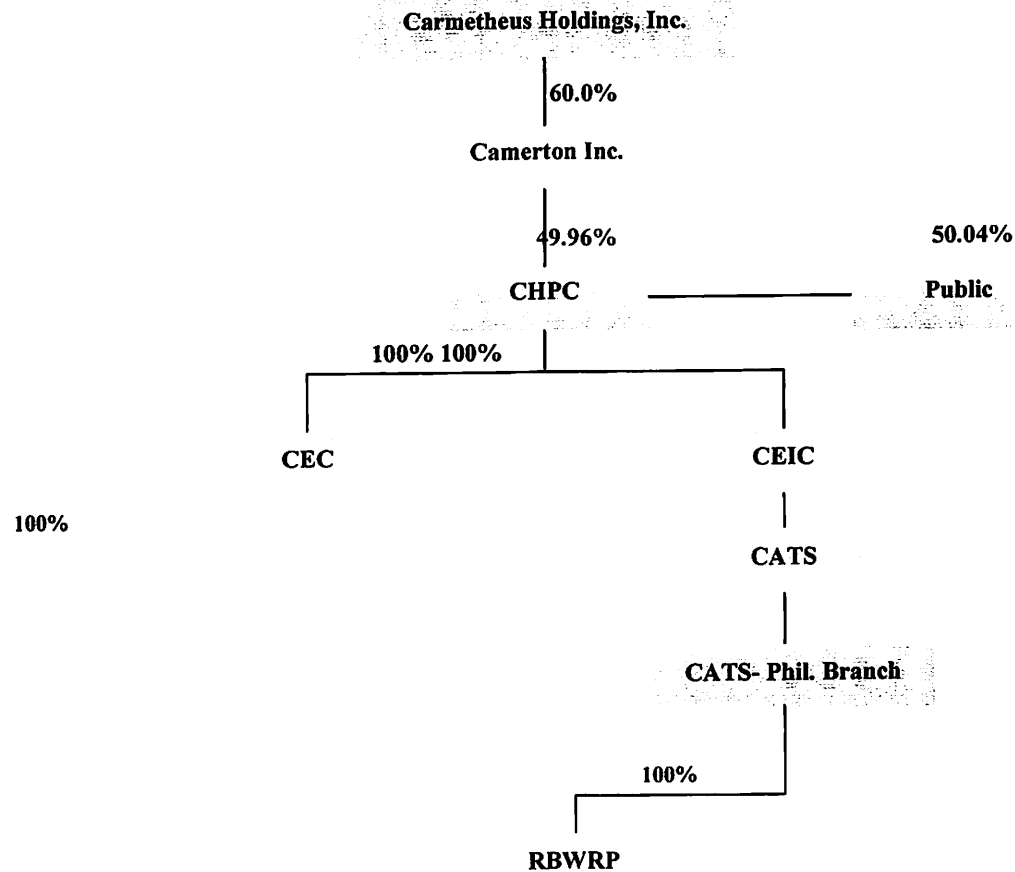 Carmetheus Holdings, Inc.
60.0%
Camerton Inc.
49.96%
50.04%
CHPC
Public
100% 100%
CEC
CEIC
100%
CATS
CATS- Phil. Branch
100%
RBWRP